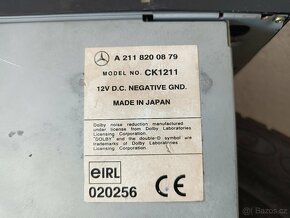 A 211 820 08 79
MODEL NO. CK1211
12V D.C. NEGATIVE GND.
MADE IN JAPAN
Dolby noise reduction manufactured
under license from Dolby Laboratories
Licensing Corporation.
"DOLBY" and the double-D symbol are
trademarks of Dolby Laboratories
Licensing Corporation.
eIRL
020256 CE